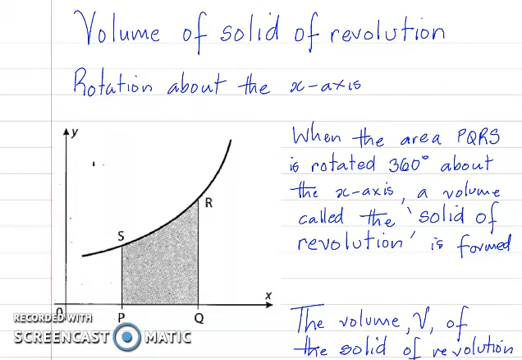 Volume of solid of revolution
Rotation about the x-axis
y
S
R
0
P
Q
x
When the area PQRS
is rotated 360° about
the x-axis, a volume
called the 'solid of
revolution' is formed
The volume, V, of
the solid of revolution
RECORDED WITH
SCREENCAST MATIC